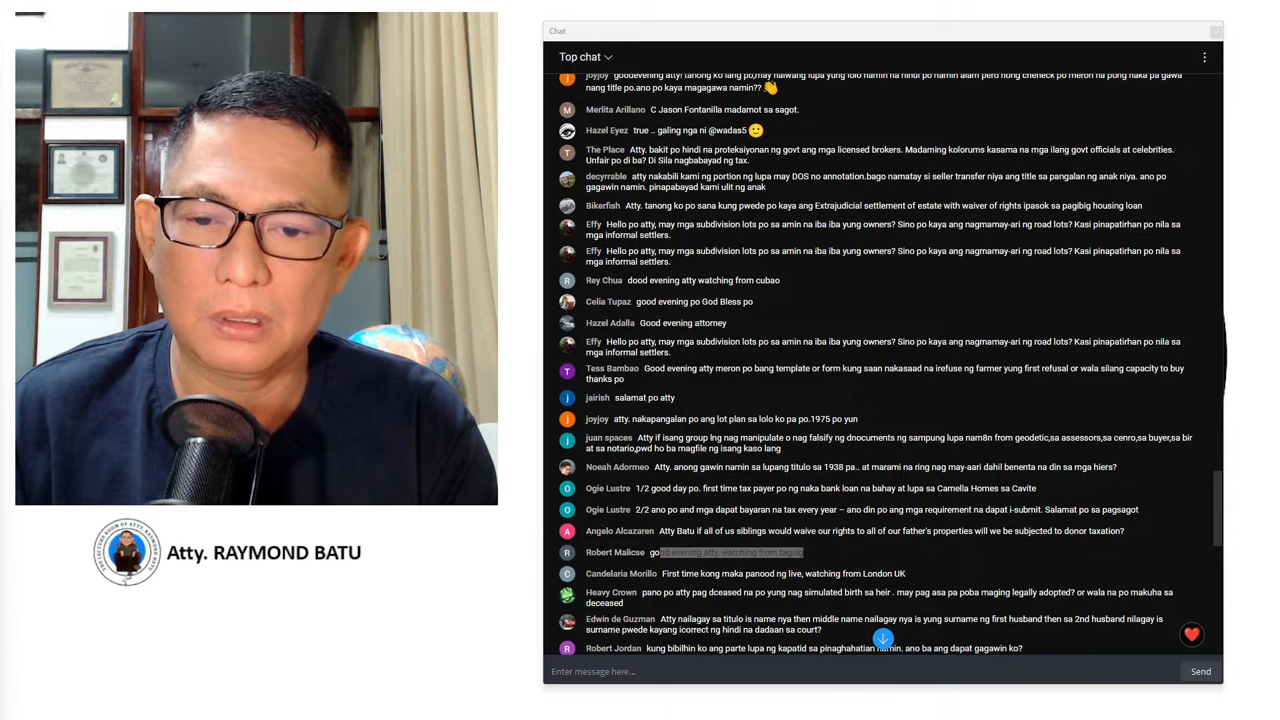 Chat
Top chat
joyjoy goodevening atty! tanong ko lang po,may naiwang lupa yung lolo namin na hindi po namin alam pero nong cheneck po meron na pong naka pa gawa
nang title po.ano po kaya magagawa namin??
Merlita Arillano C Jason Fontanilla madamot sa sagot.
Hazel Eyez true .. galing nga ni @wadas5
The Place Atty. bakit po hindi na proteksiyonan ng govt ang mga licensed brokers. Madaming kolorums kasama na mga ilang govt officials at celebrities.
Unfair po di ba? Di Sila nagbabayad ng tax.
decyrrable atty nakabili kami ng portion ng lupa may DOS no annotation.bago namatay si seller transfer niya ang title sa pangalan ng anak niya. ano po
gagawin namin. pinapabayad kami ulit ng anak
Bikerfish Atty. tanong ko po sana kung pwede po kaya ang Extrajudicial settlement of estate with waiver of rights ipasok sa pagibig housing loan
Effy Hello po atty, may mga subdivision lots po sa amin na iba iba yung owners? Sino po kaya ang nagmamay-ari ng road lots? Kasi pinapatirhan po nila sa
mga informal settlers.
Effy Hello po atty, may mga subdivision lots po sa amin na iba iba yung owners? Sino po kaya ang nagmamay-ari ng road lots? Kasi pinapatirhan po nila sa
mga informal settlers.
Rey Chua dood evening atty watching from cubao
Celia Tupaz good evening po God Bless po
Hazel Adalla Good evening attorney
Effy Hello po atty, may mga subdivision lots po sa amin na iba iba yung owners? Sino po kaya ang nagmamay-ari ng road lots? Kasi pinapatirhan po nila sa
mga informal settlers.
Tess Bambao Good evening atty meron po bang template or form kung saan nakasaad na irefuse ng farmer yung first refusal or wala silang capacity to buy
thanks po
jairish salamat po atty
joyjoy atty. nakapangalan po ang lot plan sa lolo ko pa po.1975 po yun
juan spaces Atty if isang group lng nag manipulate o nag falsify ng dnocuments ng sampung lupa nam8n from geodetic,sa assessors,sa cenro,sa buyer,sa bir
at sa notario,pwd ho ba magfile ng isang kaso lang
Noeah Adormeo Atty. anong gawin namin sa lupang titulo sa 1938 pa.. at marami na ring nag may-aari dahil benenta na din sa mga hiers?
Ogie Lustre 1/2 good day po. first time tax payer po ng naka bank loan na bahay at lupa sa Camella Homes sa Cavite
Ogie Lustre 2/2 ano po and mga dapat bayaran na tax every year – ano din po ang mga requirement na dapat i-submit. Salamat po sa pagsagot
Angelo Alcazaren Atty Batu if all of us siblings would waive our rights to all of our father's properties will we be subjected to donor taxation?
Robert Malicse good evening atty, watching from taguig
Candelaria Morillo First time kong maka panood ng live, watching from London UK
Heavy Crown pano po atty pag dceased na po yung nag simulated birth sa heir . may pag asa pa poba maging legally adopted? or wala na po makuha sa
deceased
Edwin de Guzman Atty nailagay sa titulo is name nya then middle name nailagay nya is yung surname ng first husband then sa 2nd husband nilagay is
surname pwede kayang icorrect ng hindi na dadaan sa court?
Robert Jordan kung bibilhin ko ang parte lupa ng kapatid sa pinaghahatian namin. ano ba ang dapat gagawin ko?
Enter message here...
Send
Atty. RAYMOND BATU